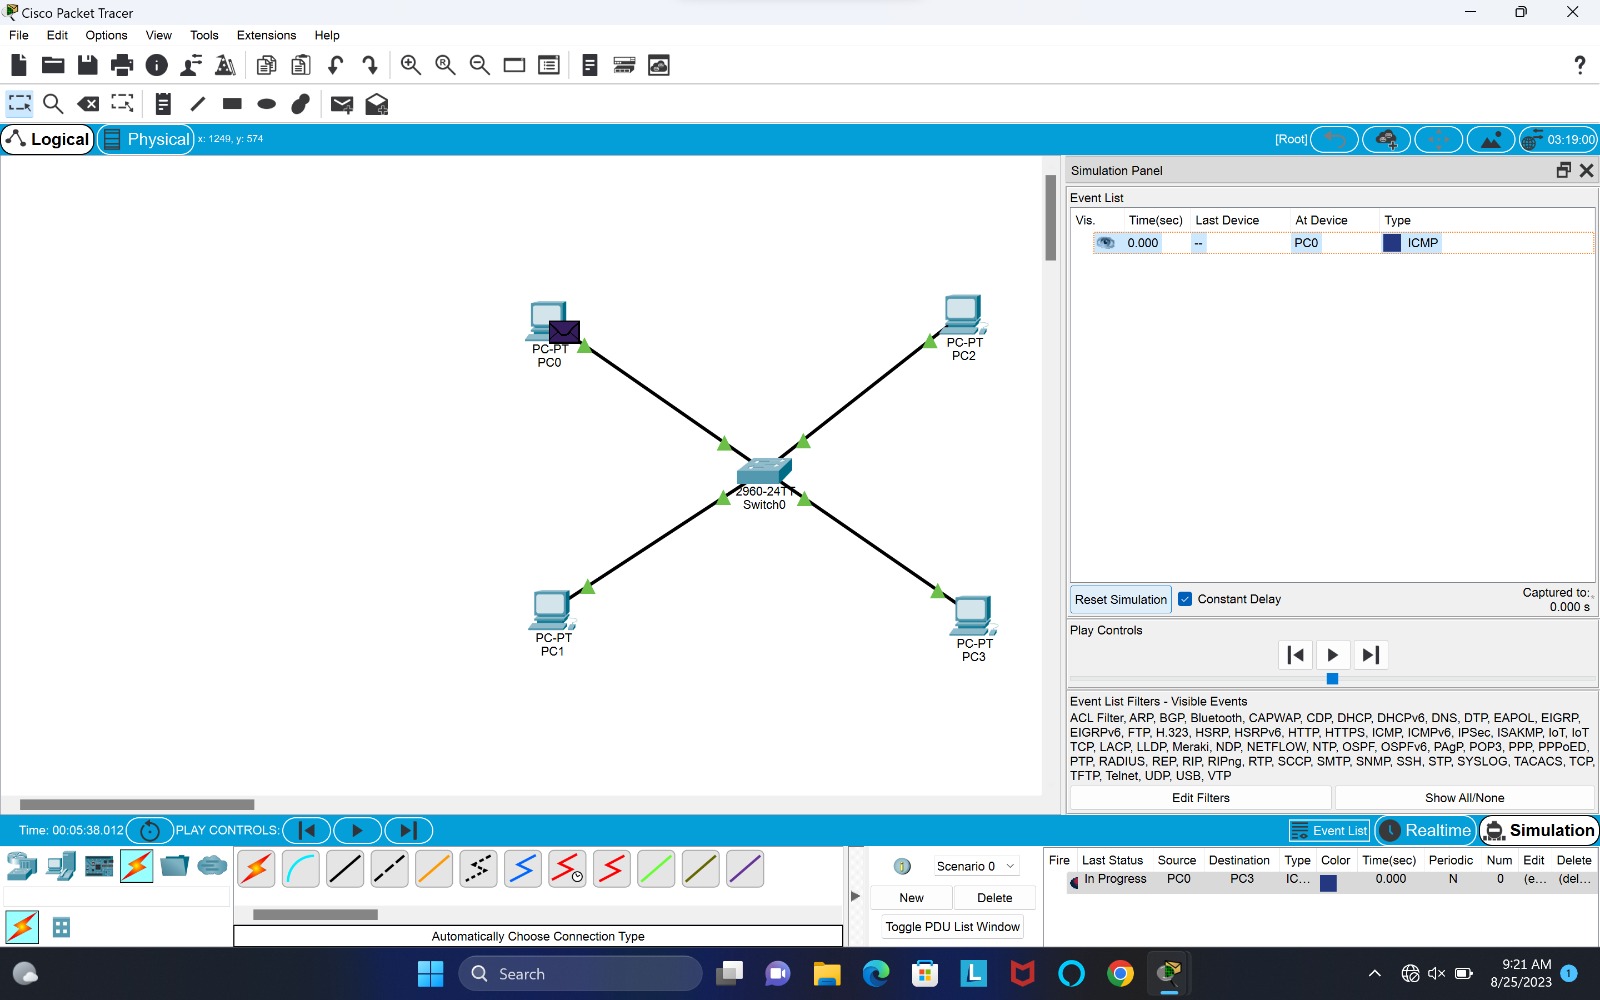 Cisco Packet Tracer
File Edit Options View Tools Extensions Help
Logical Physical x: 1249, y: 574 [Root] 03:19:00
Simulation Panel
Event List
Vis. Time(sec) Last Device At Device Type
0.000 -- PC0 ICMP
PC-PT
PC0
PC-PT
PC2
2960-24TT
Switch0
PC-PT
PC1
PC-PT
PC3
Reset Simulation Constant Delay Captured to:
0.000 s
Play Controls
Event List Filters - Visible Events
ACL Filter, ARP, BGP, Bluetooth, CAPWAP, CDP, DHCP, DHCPv6, DNS, DTP, EAPOL, EIGRP,
EIGRPv6, FTP, H.323, HSRP, HSRPv6, HTTP, HTTPS, ICMP, ICMPv6, IPSec, ISAKMP, IoT, IoT
TCP, LACP, LLDP, Meraki, NDP, NETFLOW, NTP, OSPF, OSPFv6, PAgP, POP3, PPP, PPPoED,
PTP, RADIUS, REP, RIP, RIPng, RTP, SCCP, SMTP, SNMP, SSH, STP, SYSLOG, TACACS, TCP,
TFTP, Telnet, UDP, USB, VTP
Edit Filters Show All/None
Time: 00:05:38.012 PLAY CONTROLS: Event List Realtime Simulation
Scenario 0
New Delete
Toggle PDU List Window
Fire Last Status Source Destination Type Color Time(sec) Periodic Num Edit Delete
In Progress PC0 PC3 IC... 0.000 N 0 (e... (del...
Automatically Choose Connection Type
Search
9:21 AM
8/25/2023
1